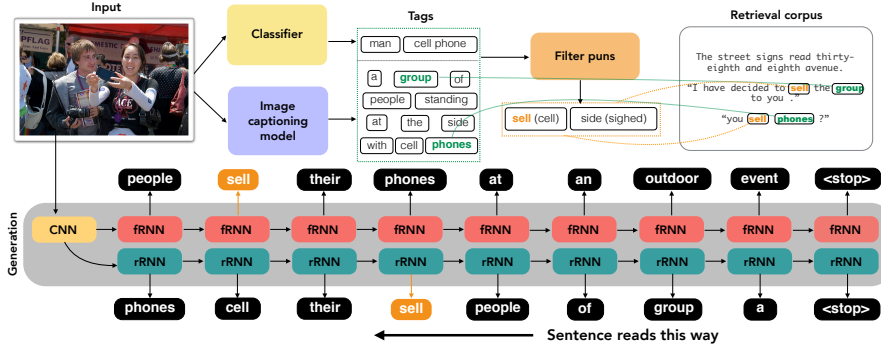 Input
Tags
Retrieval corpus
PFLAG
MESTIC
ACE
Classifier
Image
captioning
model
man cell phone
a group of
people standing
at the side
with cell phones
Filter puns
sell (cell) side (sighed)
The street signs read thirty-
eighth and eighth avenue.
“I have decided to sell the group
to you .”
“you sell phones ?”
people sell their phones at an outdoor event <stop>
Generation
CNN fRNN fRNN fRNN fRNN fRNN fRNN fRNN fRNN fRNN
rRNN rRNN rRNN rRNN rRNN rRNN rRNN rRNN rRNN
phones cell their sell people of group a <stop>
Sentence reads this way